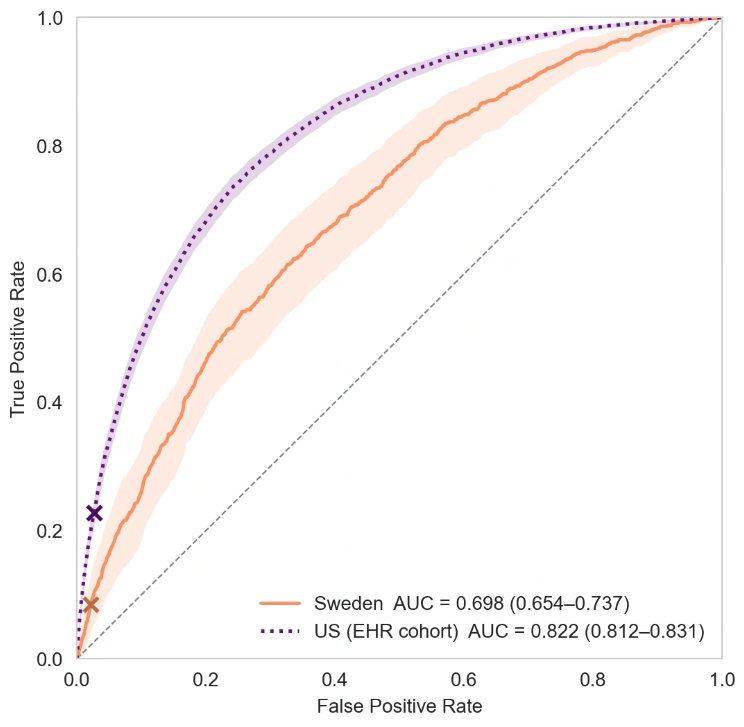 1.0
0.8
0.6
0.4
0.2
0.0
True Positive Rate
Sweden AUC = 0.698 (0.654–0.737)
US (EHR cohort) AUC = 0.822 (0.812–0.831)
0.0 0.2 0.4 0.6 0.8 1.0
False Positive Rate